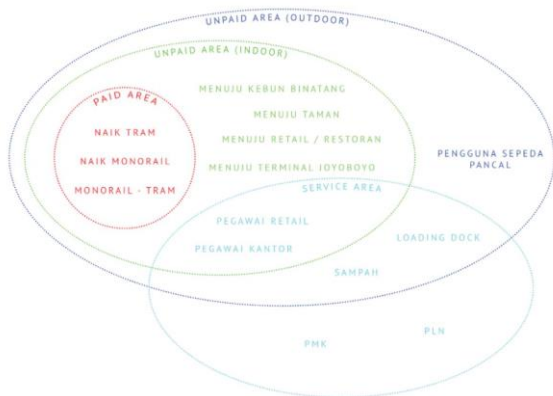 UNPAID AREA (OUTDOOR)
UNPAID AREA (INDOOR)
PAID AREA
NAIK TRAM
NAIK MONORAIL
MONORAIL - TRAM
MENUJU KEBUN BINATANG
MENUJU TAMAN
MENUJU RETAIL / RESTORAN
MENUJU TERMINAL JOYOBOYO
PENGGUNA SEPEDA
PANCAL
SERVICE AREA
PEGAWAI RETAIL
PEGAWAI KANTOR
LOADING DOCK
SAMPAH
PMK
PLN